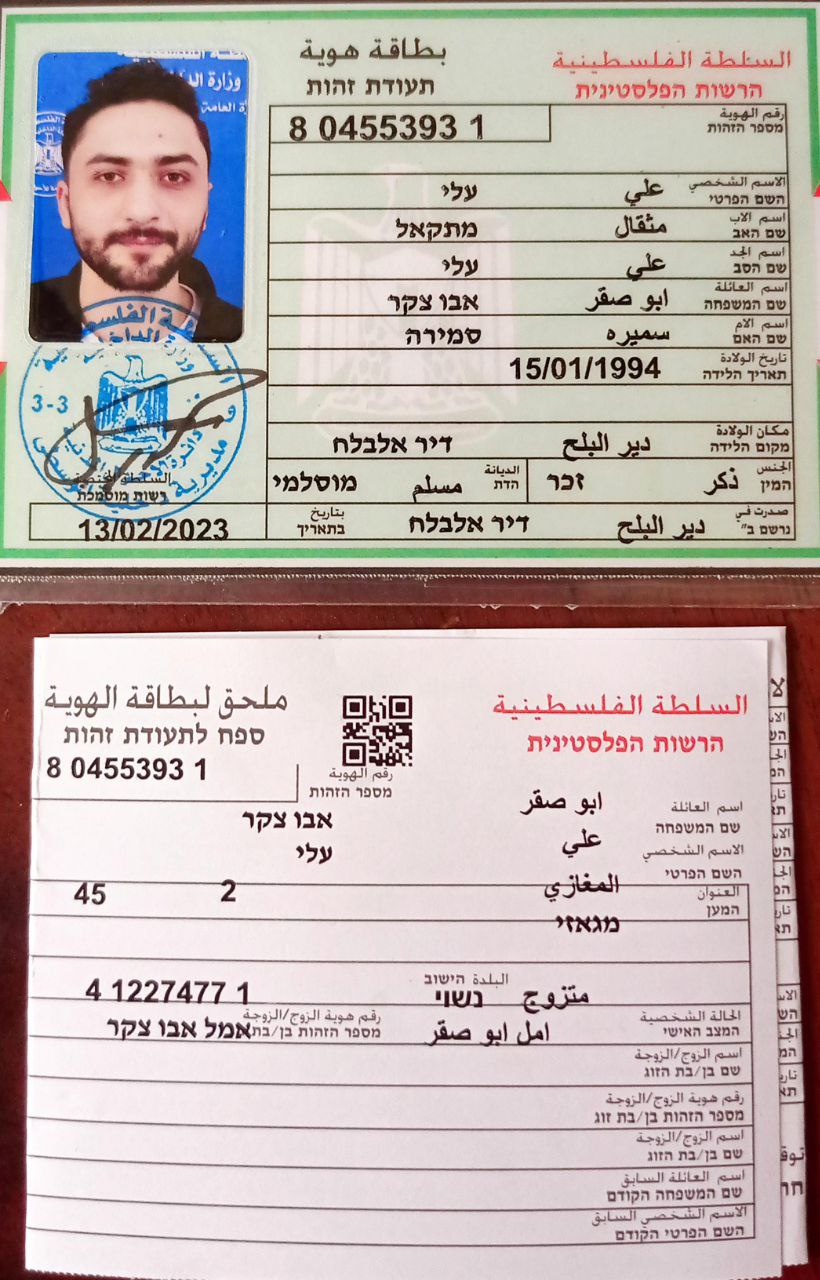 السلطة الفلسطينية
הרשות הפלסטינית
بطاقة هوية
תעודת זהות
وزارة الد
رقم الهوية
מספר הזהות
8 0455393 1
الاسم الشخصي علي
השם הפרטי עלי
اسم الاب مثقال
שם האב מתקאל
اسم الجد علي
שם הסב עלי
اسم العائلة ابو صقر
שם המשפחה אבו צקר
اسم الام سميره
שם האם סמירה
تاريخ الولادة
תאריך הלידה 15/01/1994
مكان الولادة دير البلح
מקום הלידה דיר אלבלח
الجنس ذكر
המין זכר
الديانة مسلم
הדת מוסלמי
صدرت في دير البلح
נרשם ב" דיר אלבלח
بتاريخ
בתאריך 13/02/2023
3-3
السلطة المختصة
רשות מוסמכת
السلطة الفلسطينية
הרשות הפלסטינית
ملحق لبطاقة الهوية
ספח לתעודת זהות
8 0455393 1
رقم الهوية
מספר הזהות
اسم العائلة ابو صقر
שם המשפחה אבו צקר
الاسم الشخصي علي
השם הפרטי עלי
العنوان المغازي 2 45
המען מגאזי
البلدة הישוב
الحالة الشخصية متزوج
המצב האישי נשוי
رقم هوية الزوج/الزوجة
מספר הזהות בן/בת 4 1227477 1
اسم الزوج/الزوجة امل ابو صقر
שם בן/בת הזוג אמל אבו צקר
رقم هوية الزوج/الزوجة
מספר הזהות בן/בת זוג
اسم الزوج/الزوجة
שם בן/בת הזוג
اسم العائلة السابق
שם המשפחה הקודם
الاسم الشخصي السابق
השם הפרטי הקודם